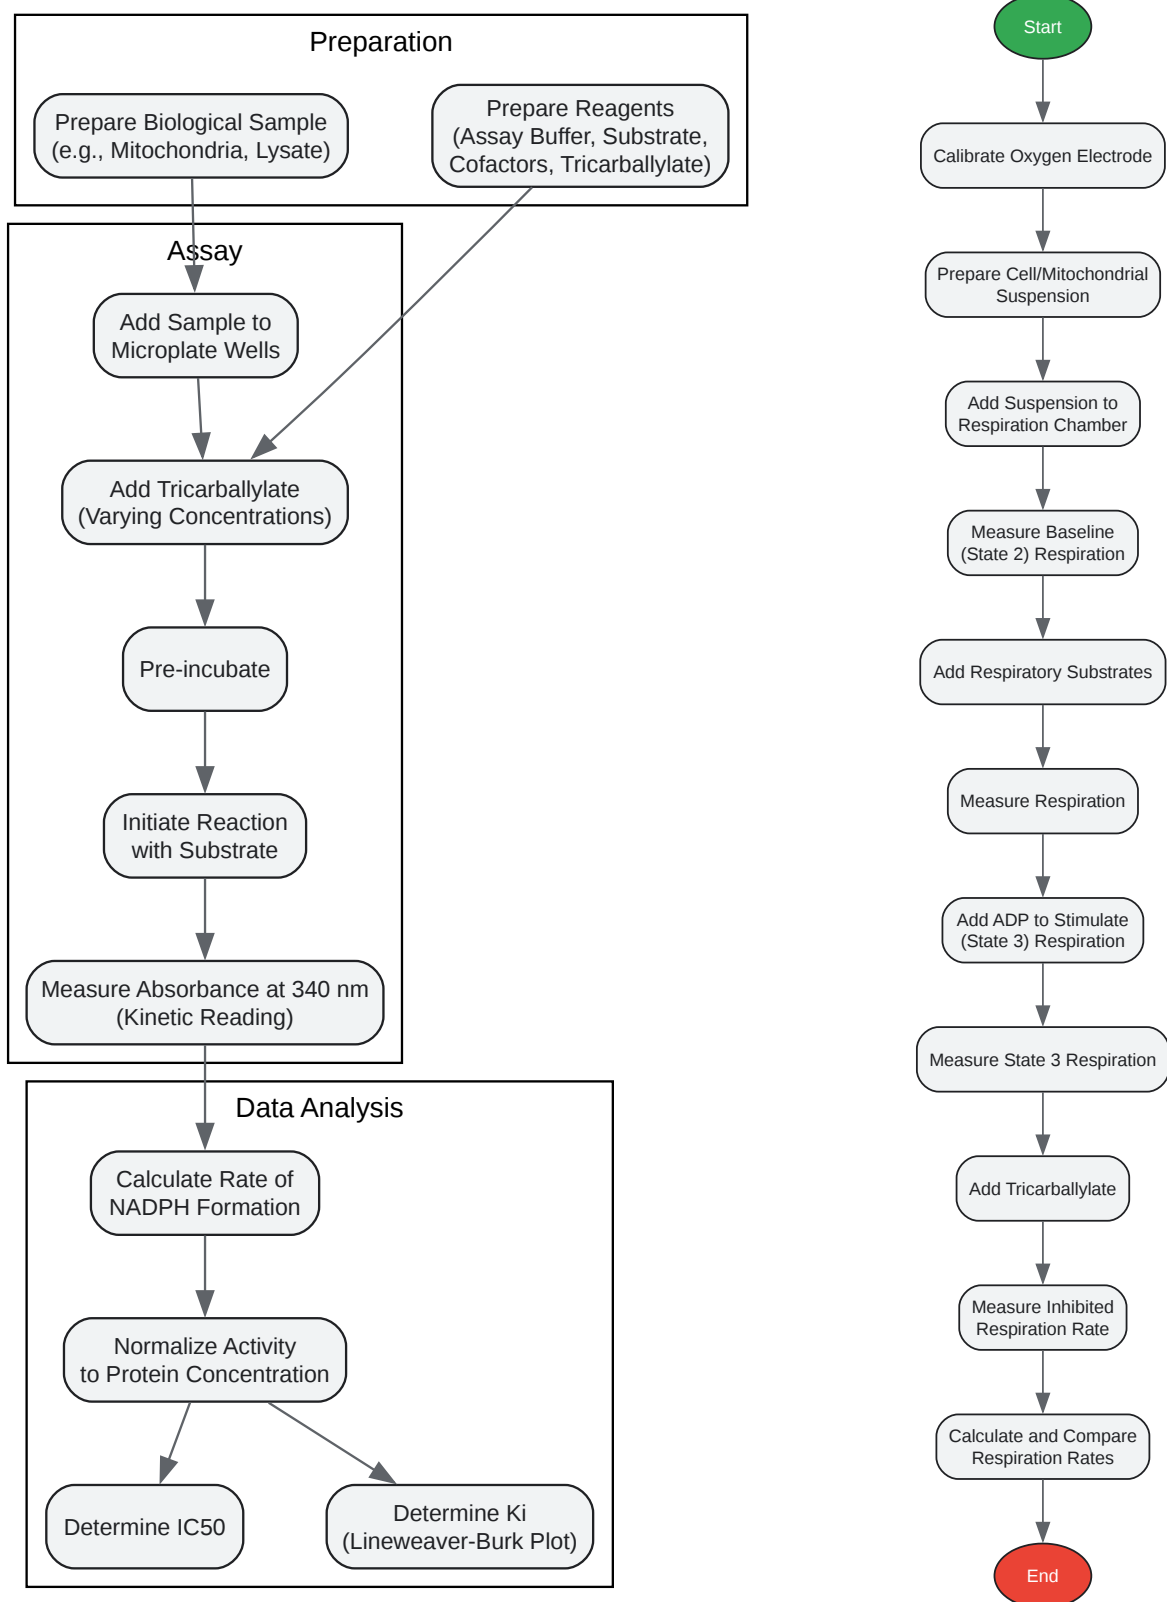 Preparation
Prepare Biological Sample
(e.g., Mitochondria, Lysate)
Prepare Reagents
(Assay Buffer, Substrate,
Cofactors, Tricarballylate)
Assay
Add Sample to
Microplate Wells
Add Tricarballylate
(Varying Concentrations)
Pre-incubate
Initiate Reaction
with Substrate
Measure Absorbance at 340 nm
(Kinetic Reading)
Data Analysis
Calculate Rate of
NADPH Formation
Normalize Activity
to Protein Concentration
Determine IC50
Determine Ki
(Lineweaver-Burk Plot)
Start
Calibrate Oxygen Electrode
Prepare Cell/Mitochondrial
Suspension
Add Suspension to
Respiration Chamber
Measure Baseline
(State 2) Respiration
Add Respiratory Substrates
Measure Respiration
Add ADP to Stimulate
(State 3) Respiration
Measure State 3 Respiration
Add Tricarballylate
Measure Inhibited
Respiration Rate
Calculate and Compare
Respiration Rates
End